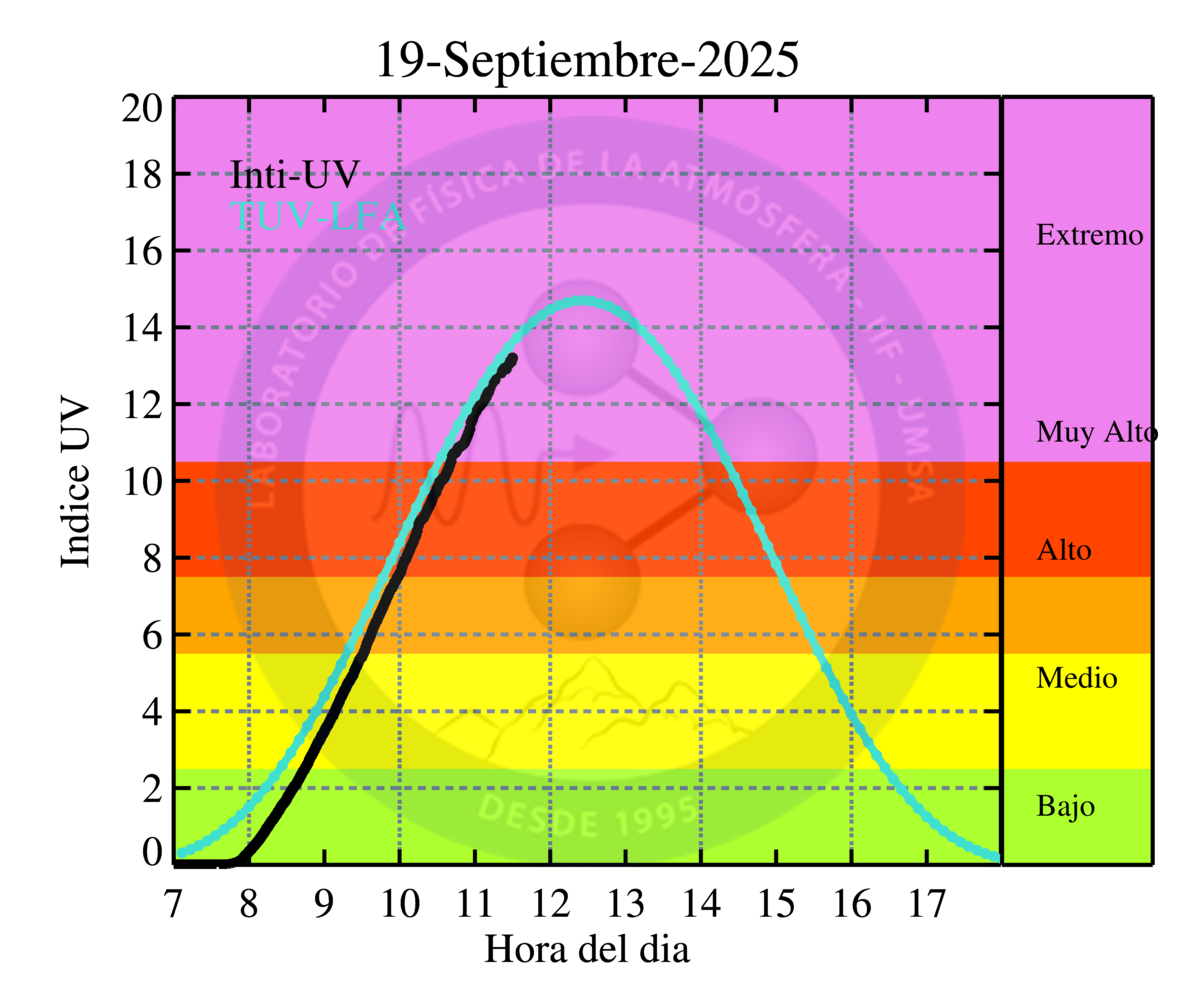 19-Septiembre-2025
20
18
16
14
12
10
8
6
4
2
0
Indice UV
Inti-UV
TUV-LFA
LABORATORIO DE FÍSICA DE LA ATMÓSFERA - IIF - UMSA
DESDE 1995
Extremo
Muy Alto
Alto
Medio
Bajo
7 8 9 10 11 12 13 14 15 16 17
Hora del dia